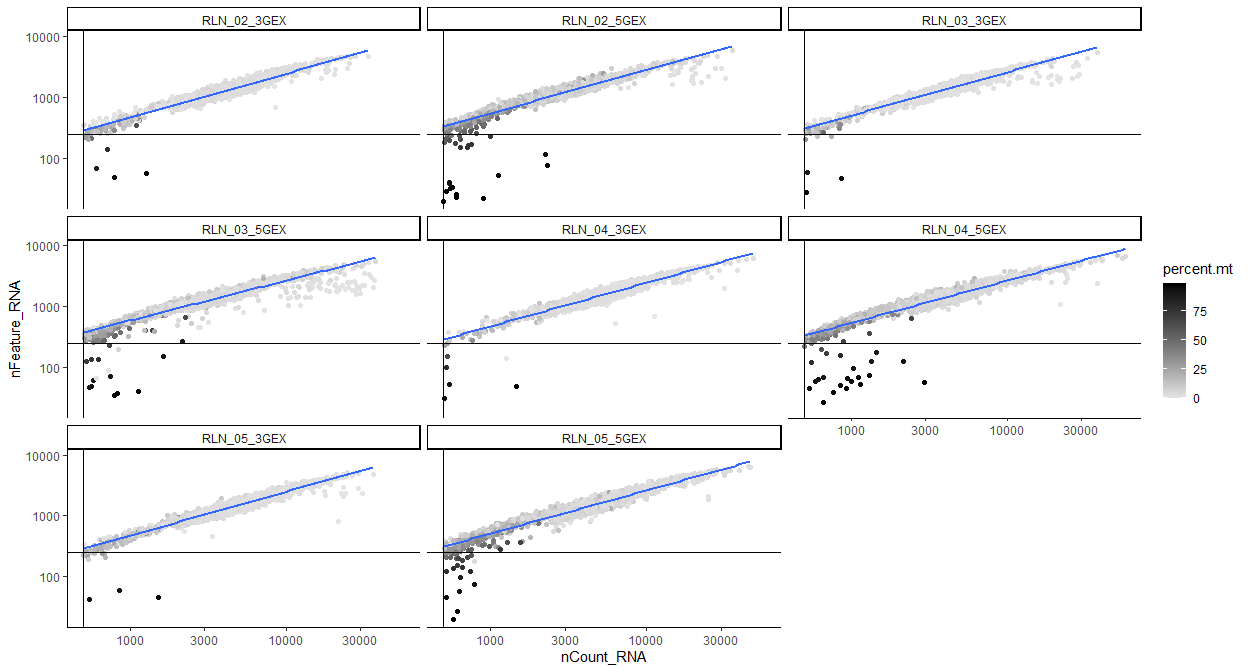 RLN_02_3GEX
RLN_02_5GEX
RLN_03_3GEX
10000
1000
100
RLN_03_5GEX
RLN_04_3GEX
RLN_04_5GEX
10000
1000
100
1000
3000
10000
30000
RLN_05_3GEX
RLN_05_5GEX
10000
1000
100
1000
3000
10000
30000
1000
3000
10000
30000
nFeature_RNA
nCount_RNA
percent.mt
75
50
25
0